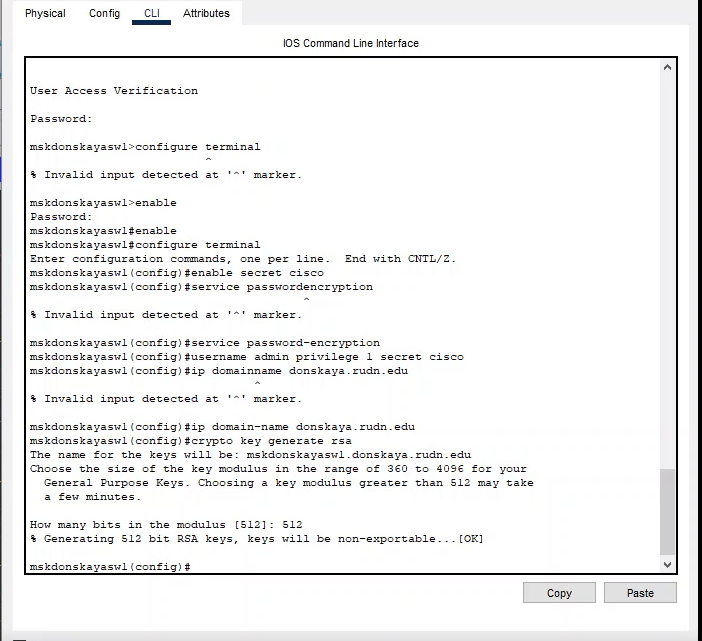 Physical Config CLI Attributes
IOS Command Line Interface
User Access Verification
Password:
mskdonskayasw1>configure terminal
^
% Invalid input detected at '^' marker.
mskdonskayasw1>enable
Password:
mskdonskayasw1#enable
mskdonskayasw1#configure terminal
Enter configuration commands, one per line.  End with CNTL/Z.
mskdonskayasw1(config)#enable secret cisco
mskdonskayasw1(config)#service passwordencryption
^
% Invalid input detected at '^' marker.
mskdonskayasw1(config)#service password-encryption
mskdonskayasw1(config)#username admin privilege 1 secret cisco
mskdonskayasw1(config)#ip domainname donskaya.rudn.edu
^
% Invalid input detected at '^' marker.
mskdonskayasw1(config)#ip domain-name donskaya.rudn.edu
mskdonskayasw1(config)#crypto key generate rsa
The name for the keys will be: mskdonskayasw1.donskaya.rudn.edu
Choose the size of the key modulus in the range of 360 to 4096 for your
General Purpose Keys. Choosing a key modulus greater than 512 may take
a few minutes.
How many bits in the modulus [512]: 512
% Generating 512 bit RSA keys, keys will be non-exportable...[OK]
mskdonskayasw1(config)#
Copy Paste